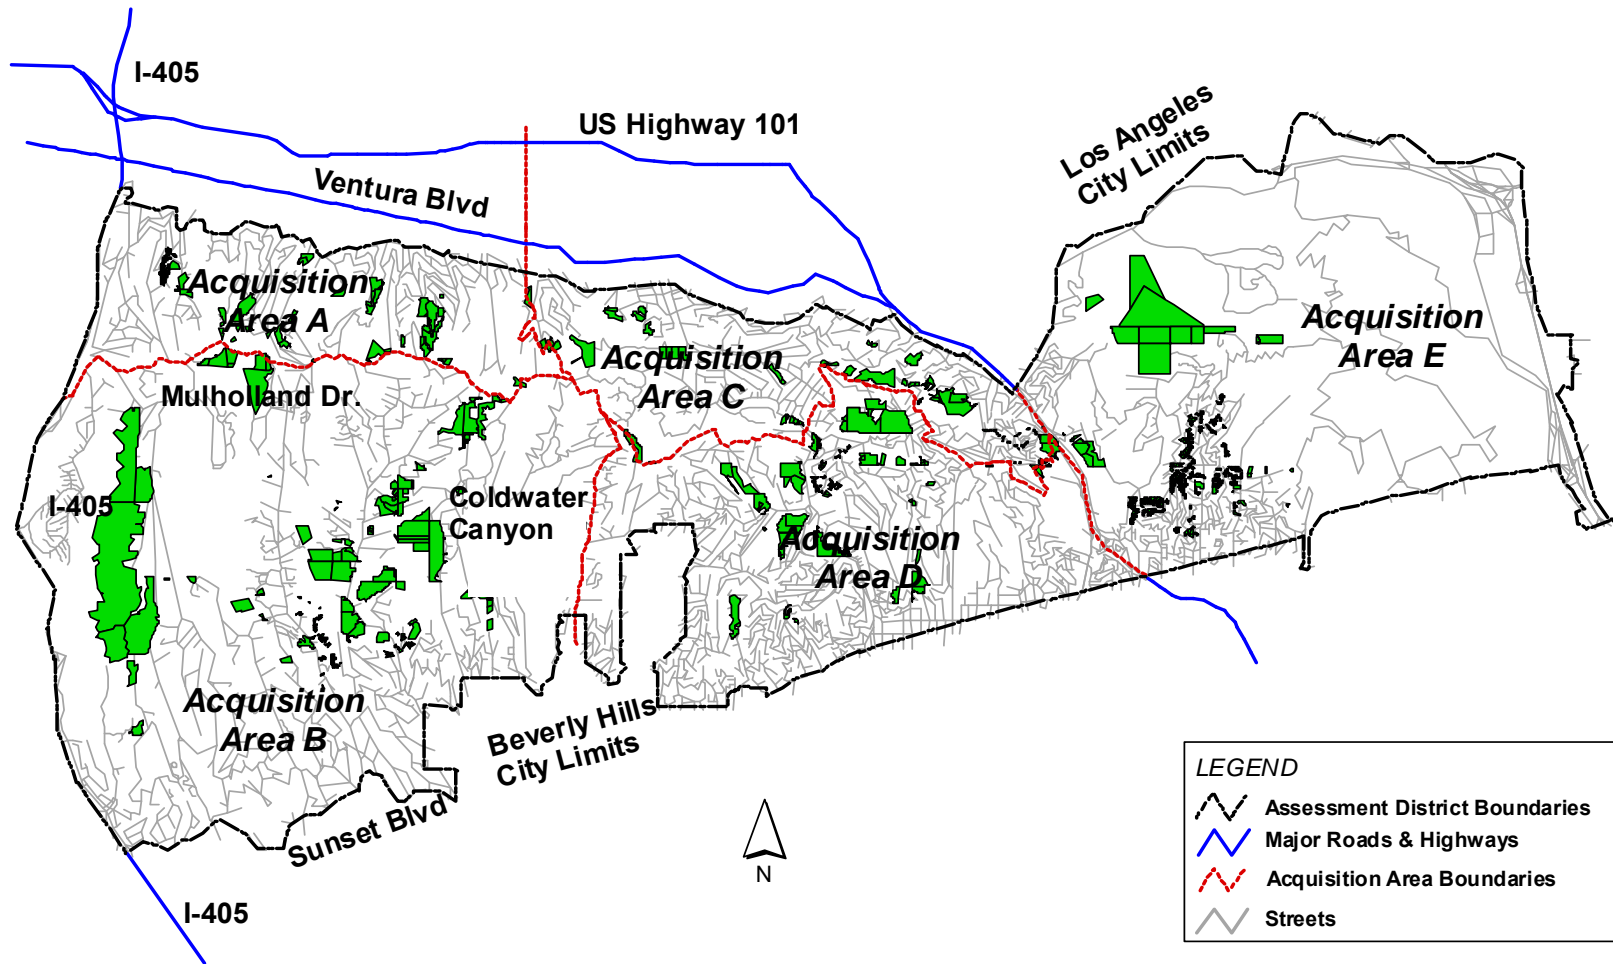 I-405
US Highway 101
Los Angeles
City Limits
Ventura Blvd
Acquisition
Area A
Acquisition
Area E
Acquisition
Area C
Mulholland Dr.
I-405
Coldwater
Canyon
Acquisition
Area D
Acquisition
Area B
Beverly Hills
City Limits
Sunset Blvd
I-405
N
LEGEND
Assessment District Boundaries
Major Roads & Highways
Acquisition Area Boundaries
Streets